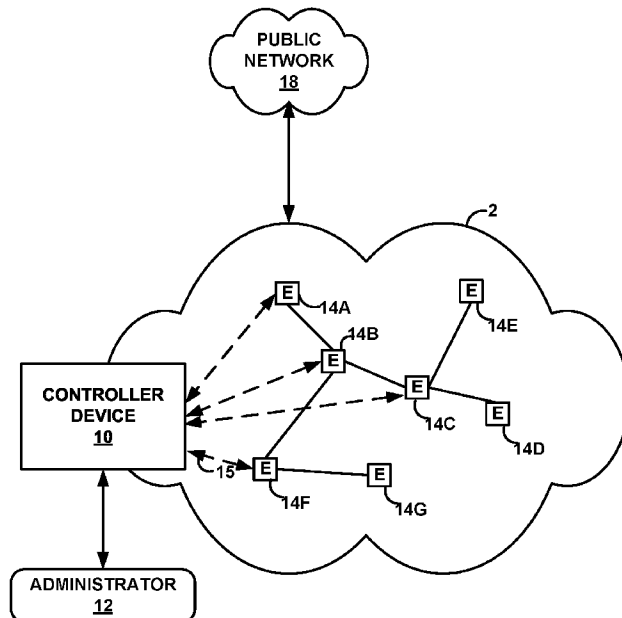 PUBLIC
NETWORK
18
2
E
14A
E
14E
14B
E
CONTROLLER
DEVICE
10
E
14C
E
14D
15
E
14F
E
14G
ADMINISTRATOR
12